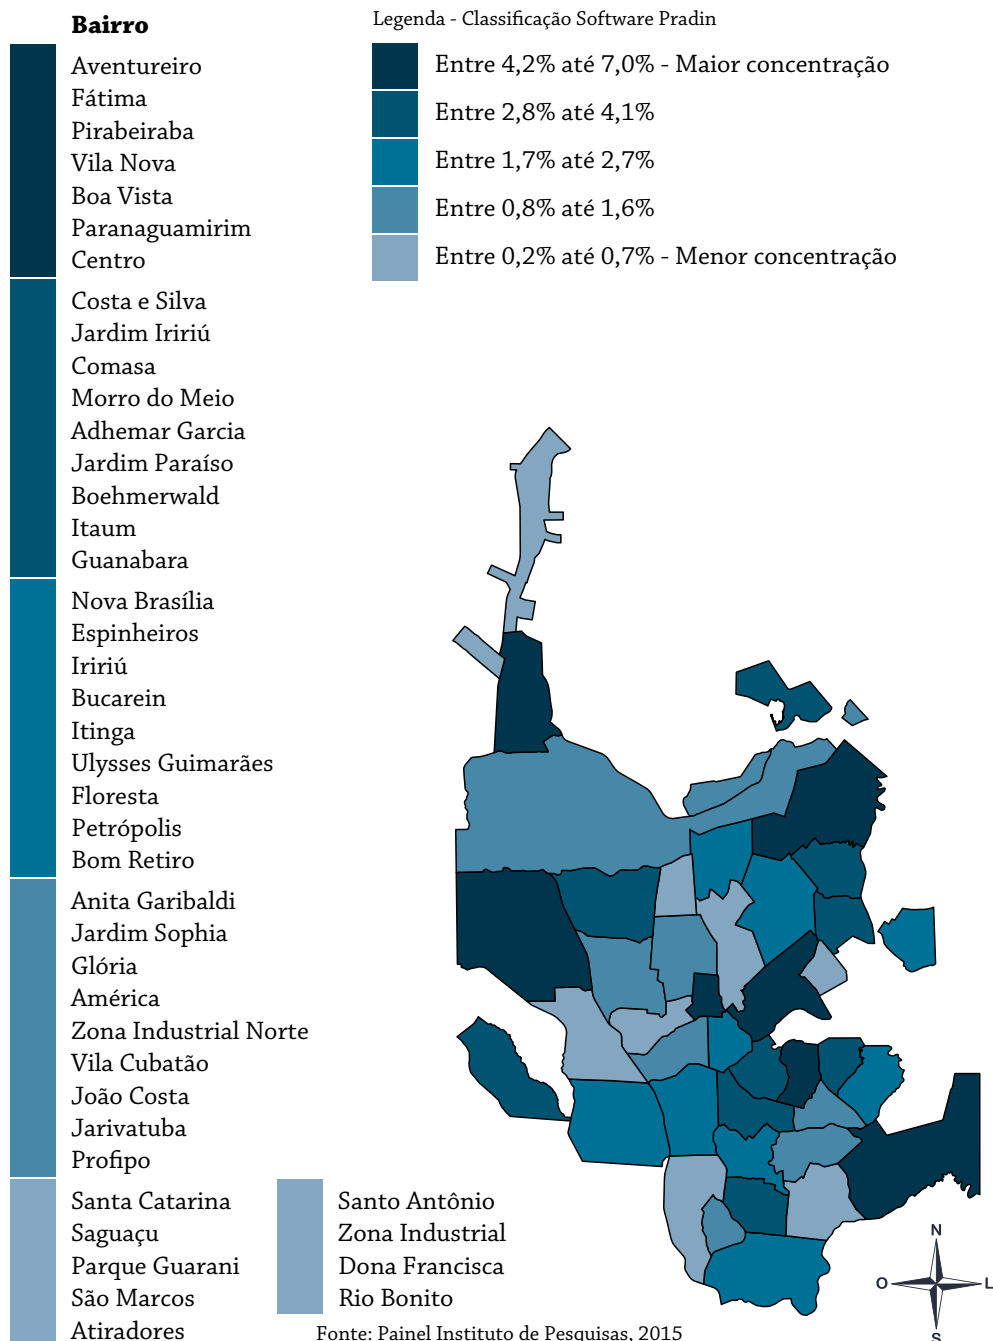 Bairro
Aventureiro
Fátima
Pirabeiraba
Vila Nova
Boa Vista
Paranaguamirim
Centro
Costa e Silva
Jardim Iririú
Comasa
Morro do Meio
Adhemar Garcia
Jardim Paraíso
Boehmerwald
Itaum
Guanabara
Nova Brasília
Espinheiros
Iririú
Bucarein
Itinga
Ulysses Guimarães
Floresta
Petrópolis
Bom Retiro
Anita Garibaldi
Jardim Sophia
Glória
América
Zona Industrial Norte
Vila Cubatão
João Costa
Jarivatuba
Profipo
Santa Catarina
Saguaçu
Parque Guarani
São Marcos
Atiradores
Santo Antônio
Zona Industrial
Dona Francisca
Rio Bonito
Legenda - Classificação Software Pradin
Entre 4,2% até 7,0% - Maior concentração
Entre 2,8% até 4,1%
Entre 1,7% até 2,7%
Entre 0,8% até 1,6%
Entre 0,2% até 0,7% - Menor concentração
N
O
L
S
Fonte: Painel Instituto de Pesquisas, 2015